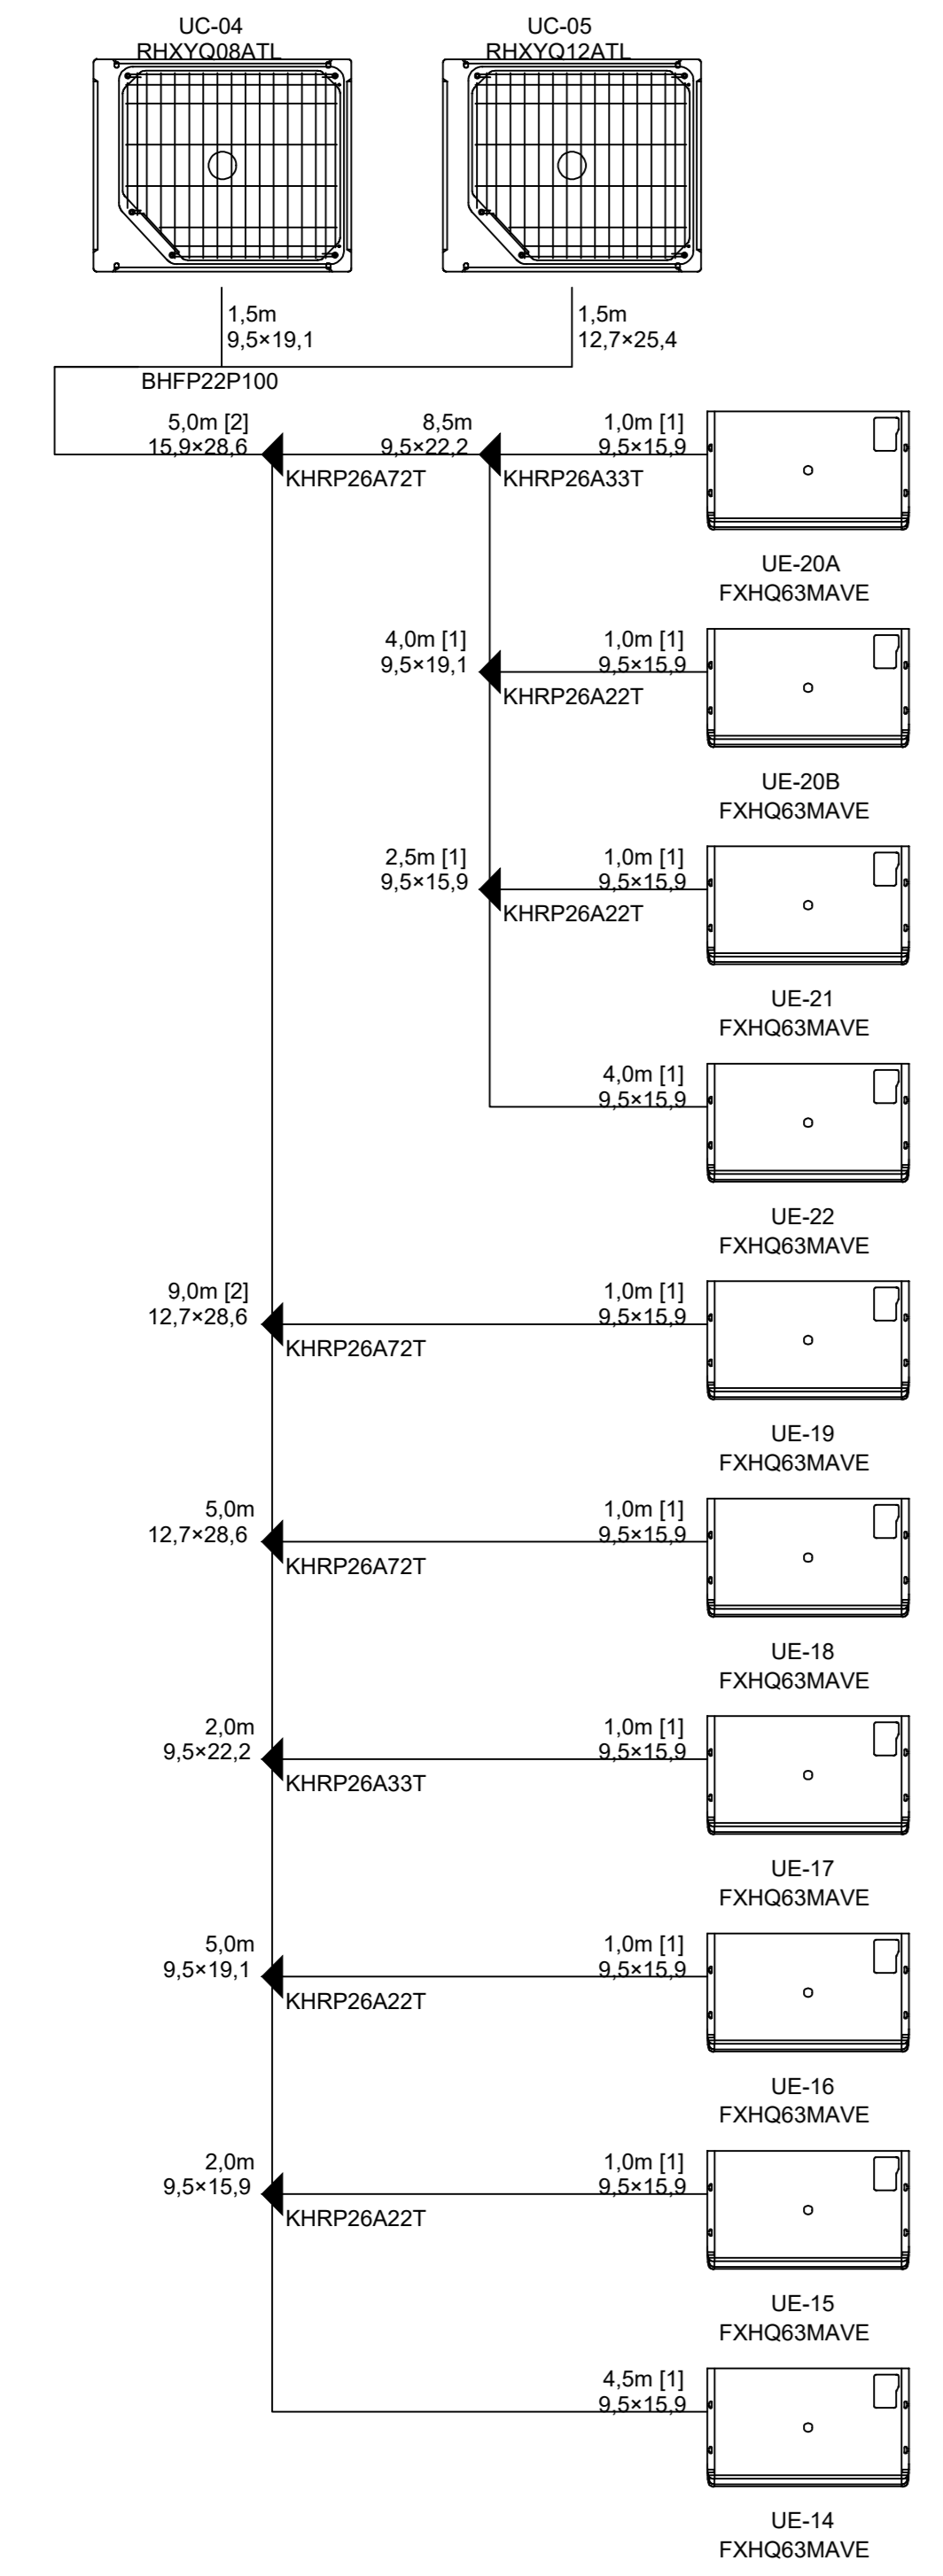 UC-04
RHXYQ08ATL
UC-05
RHXYQ12ATL
1,5m
9,5×19,1
1,5m
12,7×25,4
BHFP22P100
5,0m [2]
15,9×28,6
KHRP26A72T
8,5m
9,5×22,2
KHRP26A33T
1,0m [1]
9,5×15,9
UE-20A
FXHQ63MAVE
4,0m [1]
9,5×19,1
KHRP26A22T
1,0m [1]
9,5×15,9
UE-20B
FXHQ63MAVE
2,5m [1]
9,5×15,9
KHRP26A22T
1,0m [1]
9,5×15,9
UE-21
FXHQ63MAVE
4,0m [1]
9,5×15,9
UE-22
FXHQ63MAVE
9,0m [2]
12,7×28,6
KHRP26A72T
1,0m [1]
9,5×15,9
UE-19
FXHQ63MAVE
5,0m
12,7×28,6
KHRP26A72T
1,0m [1]
9,5×15,9
UE-18
FXHQ63MAVE
2,0m
9,5×22,2
KHRP26A33T
1,0m [1]
9,5×15,9
UE-17
FXHQ63MAVE
5,0m
9,5×19,1
KHRP26A22T
1,0m [1]
9,5×15,9
UE-16
FXHQ63MAVE
2,0m
9,5×15,9
KHRP26A22T
1,0m [1]
9,5×15,9
UE-15
FXHQ63MAVE
4,5m [1]
9,5×15,9
UE-14
FXHQ63MAVE